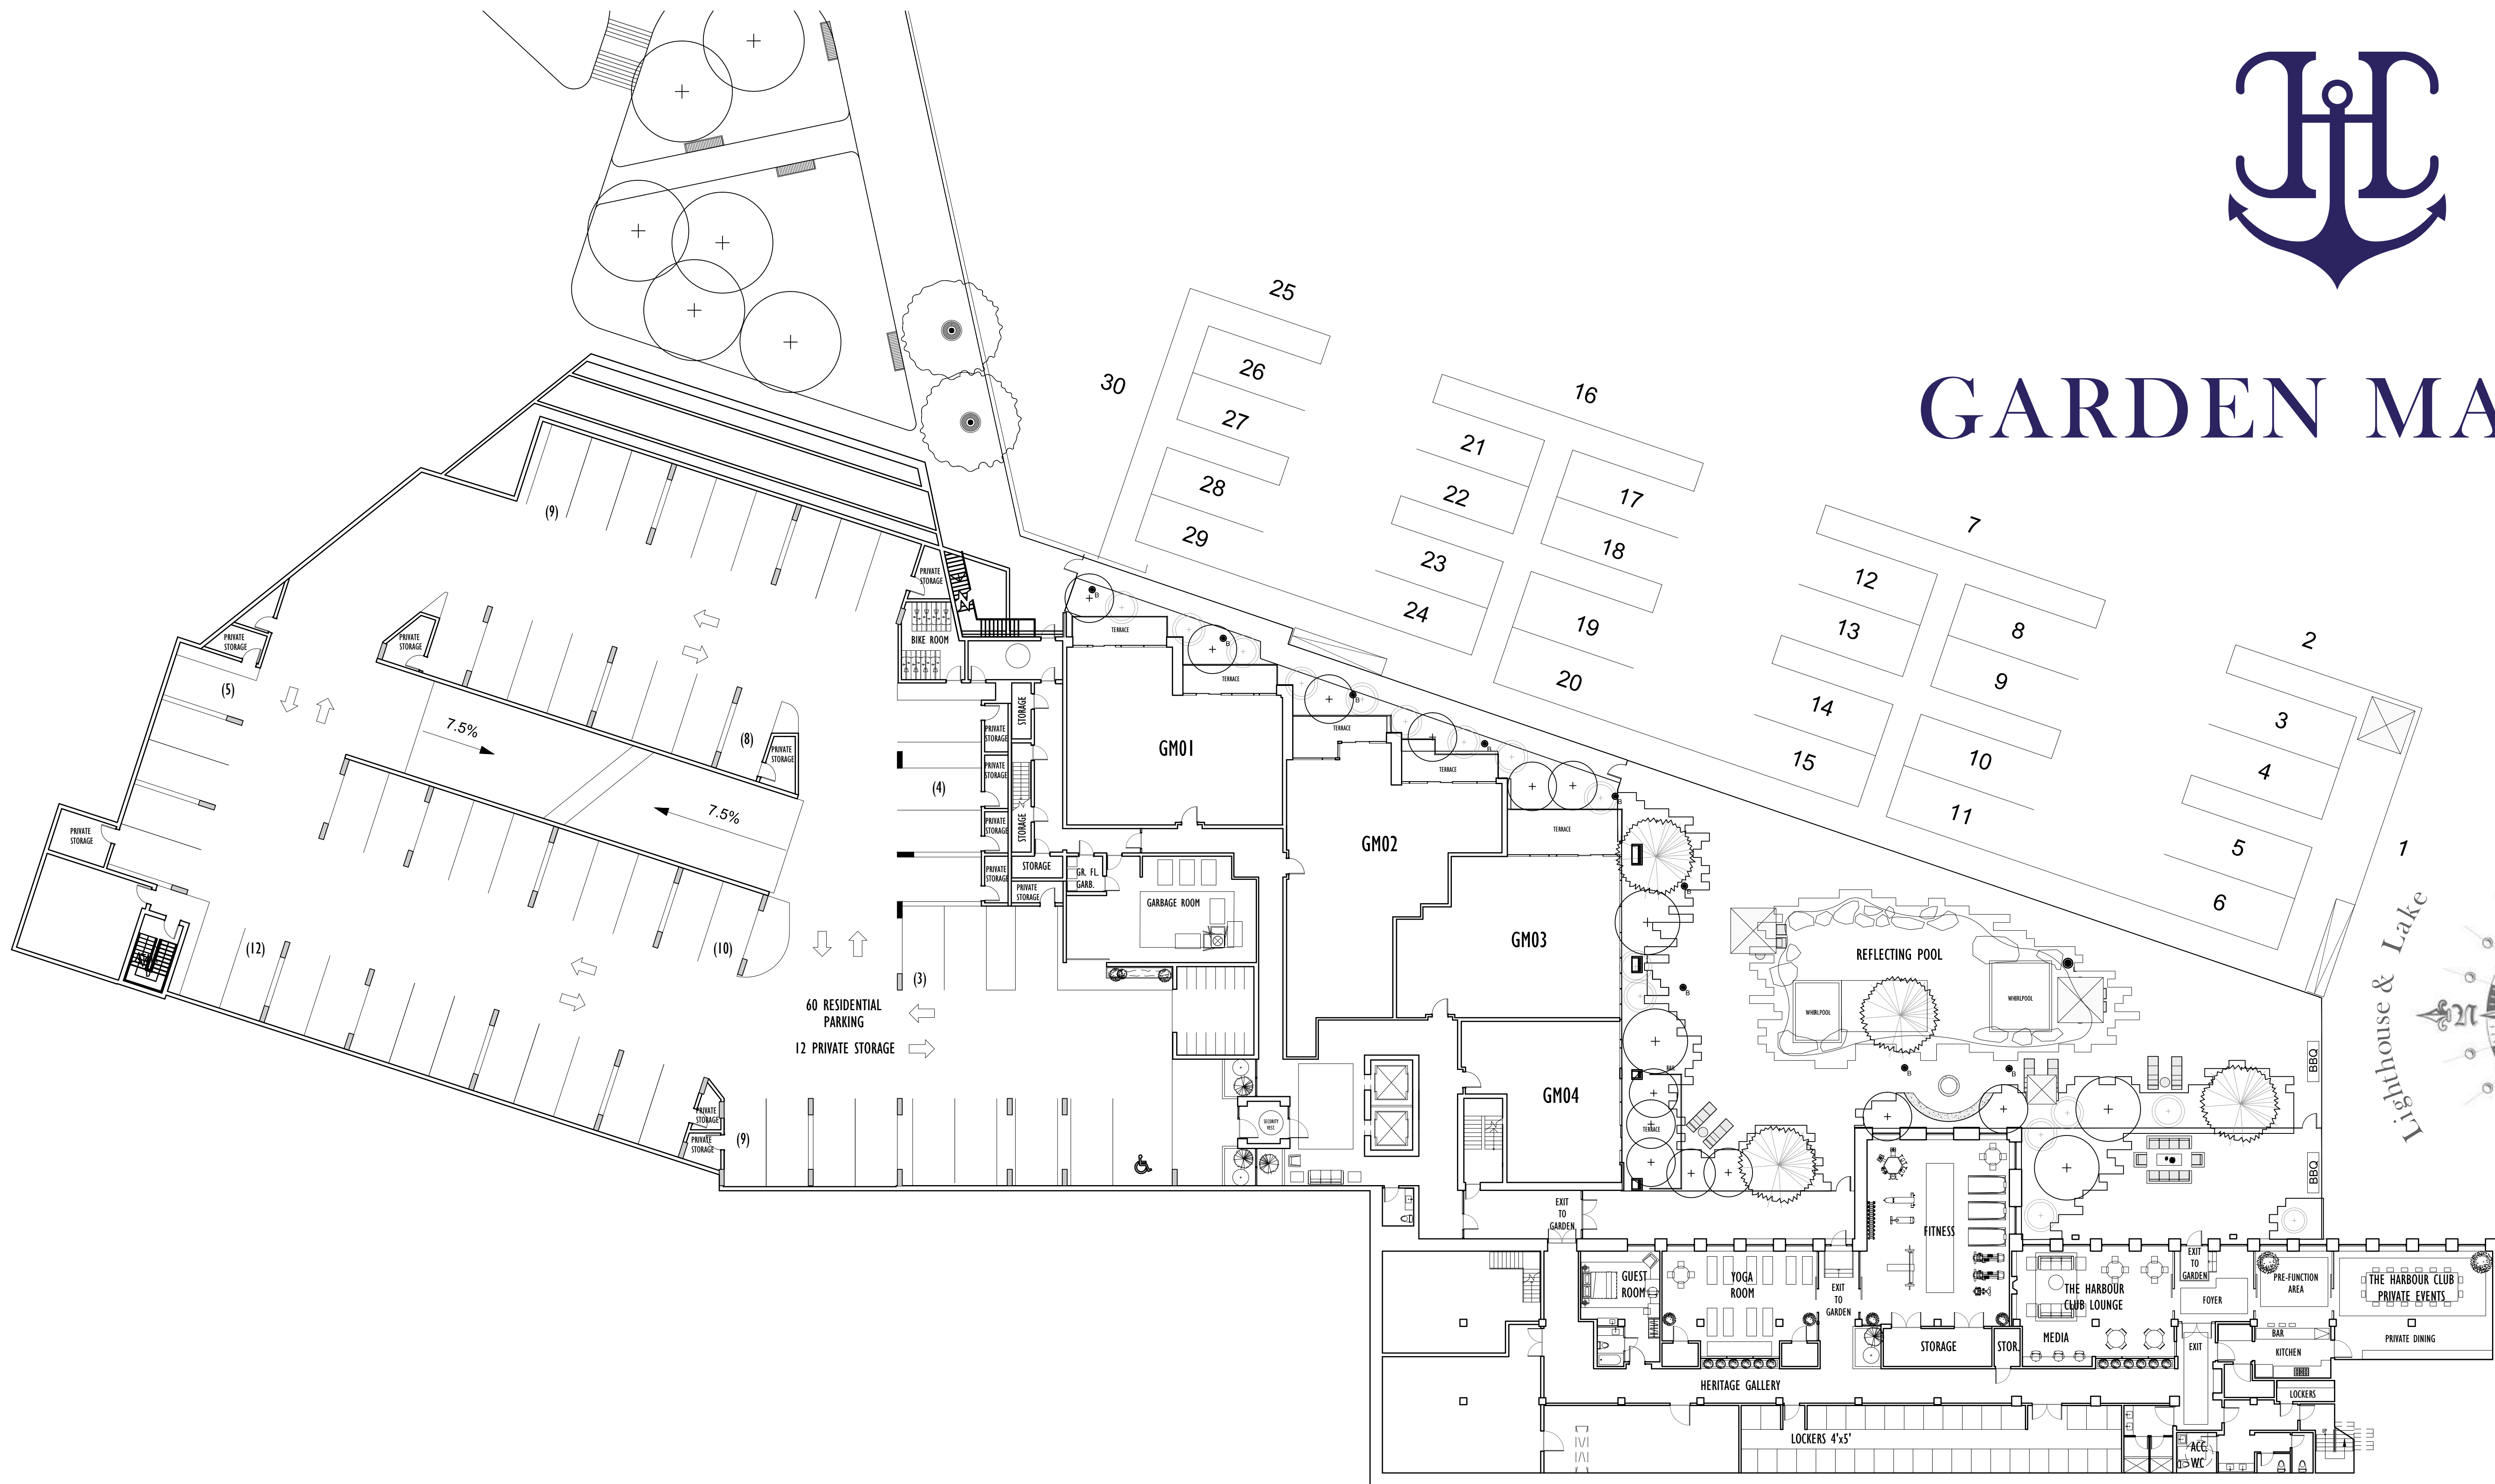 GARDEN MA
25
30
26
16
27
21
28
22
17
7
29
23
18
12
24
19
13
8
2
20
9
14
3
15
10
4
11
5
1
6
(9)
PRIVATE
STORAGE
BIKE ROOM
PRIVATE
STORAGE
PRIVATE
STORAGE
(5)
7.5%
(8)
PRIVATE
STORAGE
7.5%
(4)
PRIVATE
STORAGE
PRIVATE
STORAGE
PRIVATE
STORAGE
PRIVATE
STORAGE
PRIVATE
STORAGE
PRIVATE
STORAGE
STORAGE
STORAGE
STORAGE
GR. FL.
GARB.
GARBAGE ROOM
TERRACE
TERRACE
TERRACE
TERRACE
TERRACE
B
B
B
B
B
B
B
B
B
GM01
GM02
GM03
GM04
(12)
(10)
(3)
60 RESIDENTIAL
PARKING
12 PRIVATE STORAGE
PRIVATE
STORAGE
PRIVATE
STORAGE
(9)
SECURITY
VEST.
REFLECTING POOL
WHIRLPOOL
WHIRLPOOL
BAR
TERRACE
BBQ
BBQ
Lighthouse & Lake
N
EXIT
TO
GARDEN
GUEST
ROOM
YOGA
ROOM
EXIT
TO
GARDEN
FITNESS
STORAGE
STOR.
THE HARBOUR
CLUB LOUNGE
MEDIA
EXIT
TO
GARDEN
FOYER
EXIT
PRE-FUNCTION
AREA
BAR
KITCHEN
LOCKERS
THE HARBOUR CLUB
PRIVATE EVENTS
PRIVATE DINING
HERITAGE GALLERY
LOCKERS 4'x5'
ACC.
WC